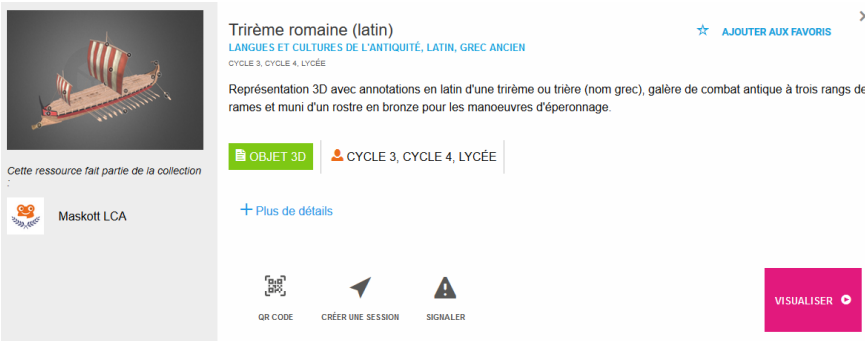 Trirème romaine (latin)
AJOUTER AUX FAVORIS
LANGUES ET CULTURES DE L'ANTIQUITÉ, LATIN, GREC ANCIEN
CYCLE 3, CYCLE 4, LYCÉE
Représentation 3D avec annotations en latin d'une trirème ou trière (nom grec), galère de combat antique à trois rangs de
rames et muni d'un rostre en bronze pour les manoeuvres d'éperonnage.
OBJET 3D
CYCLE 3, CYCLE 4, LYCÉE
Cette ressource fait partie de la collection
:
Maskott LCA
+ Plus de détails
QR CODE
CRÉER UNE SESSION
SIGNALER
VISUALISER